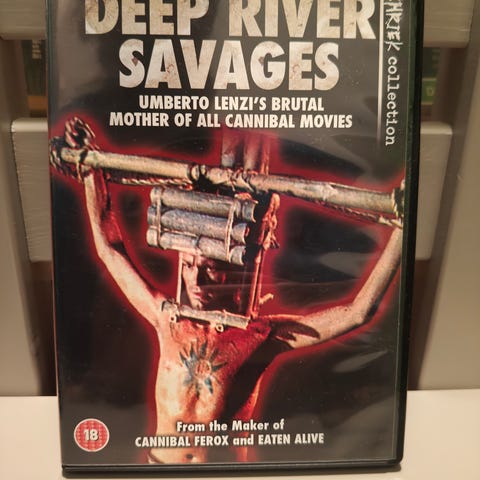 DEEP RIVER
SAVAGES
UMBERTO LENZI'S BRUTAL
MOTHER OF ALL CANNIBAL MOVIES
collection
From the Maker of
CANNIBAL FEROX and EATEN ALIVE
18